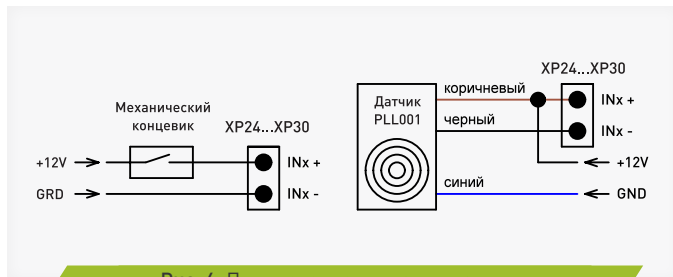 Механический
концевик
XP24...XP30
+12V
INx +
GRD
INx -
XP24...XP30
Датчик
PLL001
коричневый
INx +
черный
INx -
+12V
синий
GND